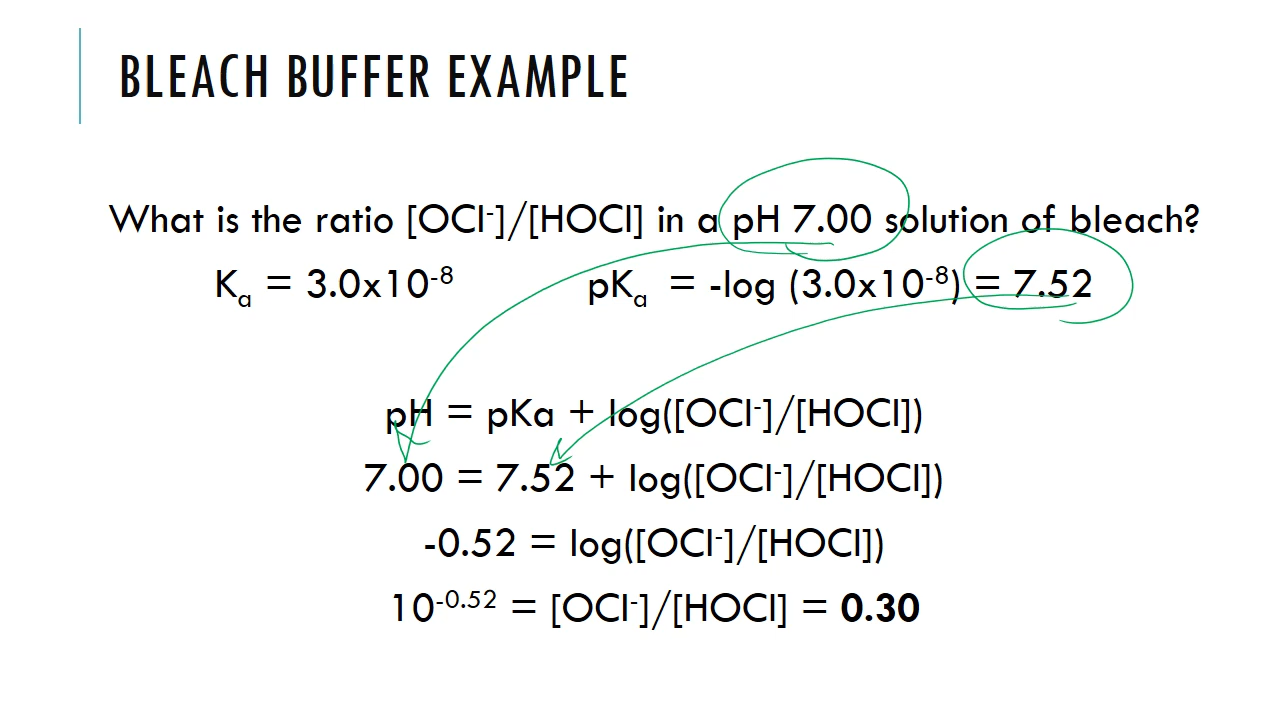 BLEACH BUFFER EXAMPLE
What is the ratio [OCl⁻]/[HOCl] in a pH 7.00 solution of bleach?
Kₐ = 3.0x10⁻⁸ pKₐ = -log (3.0x10⁻⁸) = 7.52
pH = pKa + log([OCl⁻]/[HOCl])
7.00 = 7.52 + log([OCl⁻]/[HOCl])
-0.52 = log([OCl⁻]/[HOCl])
10⁻⁰·⁵² = [OCl⁻]/[HOCl] = 0.30